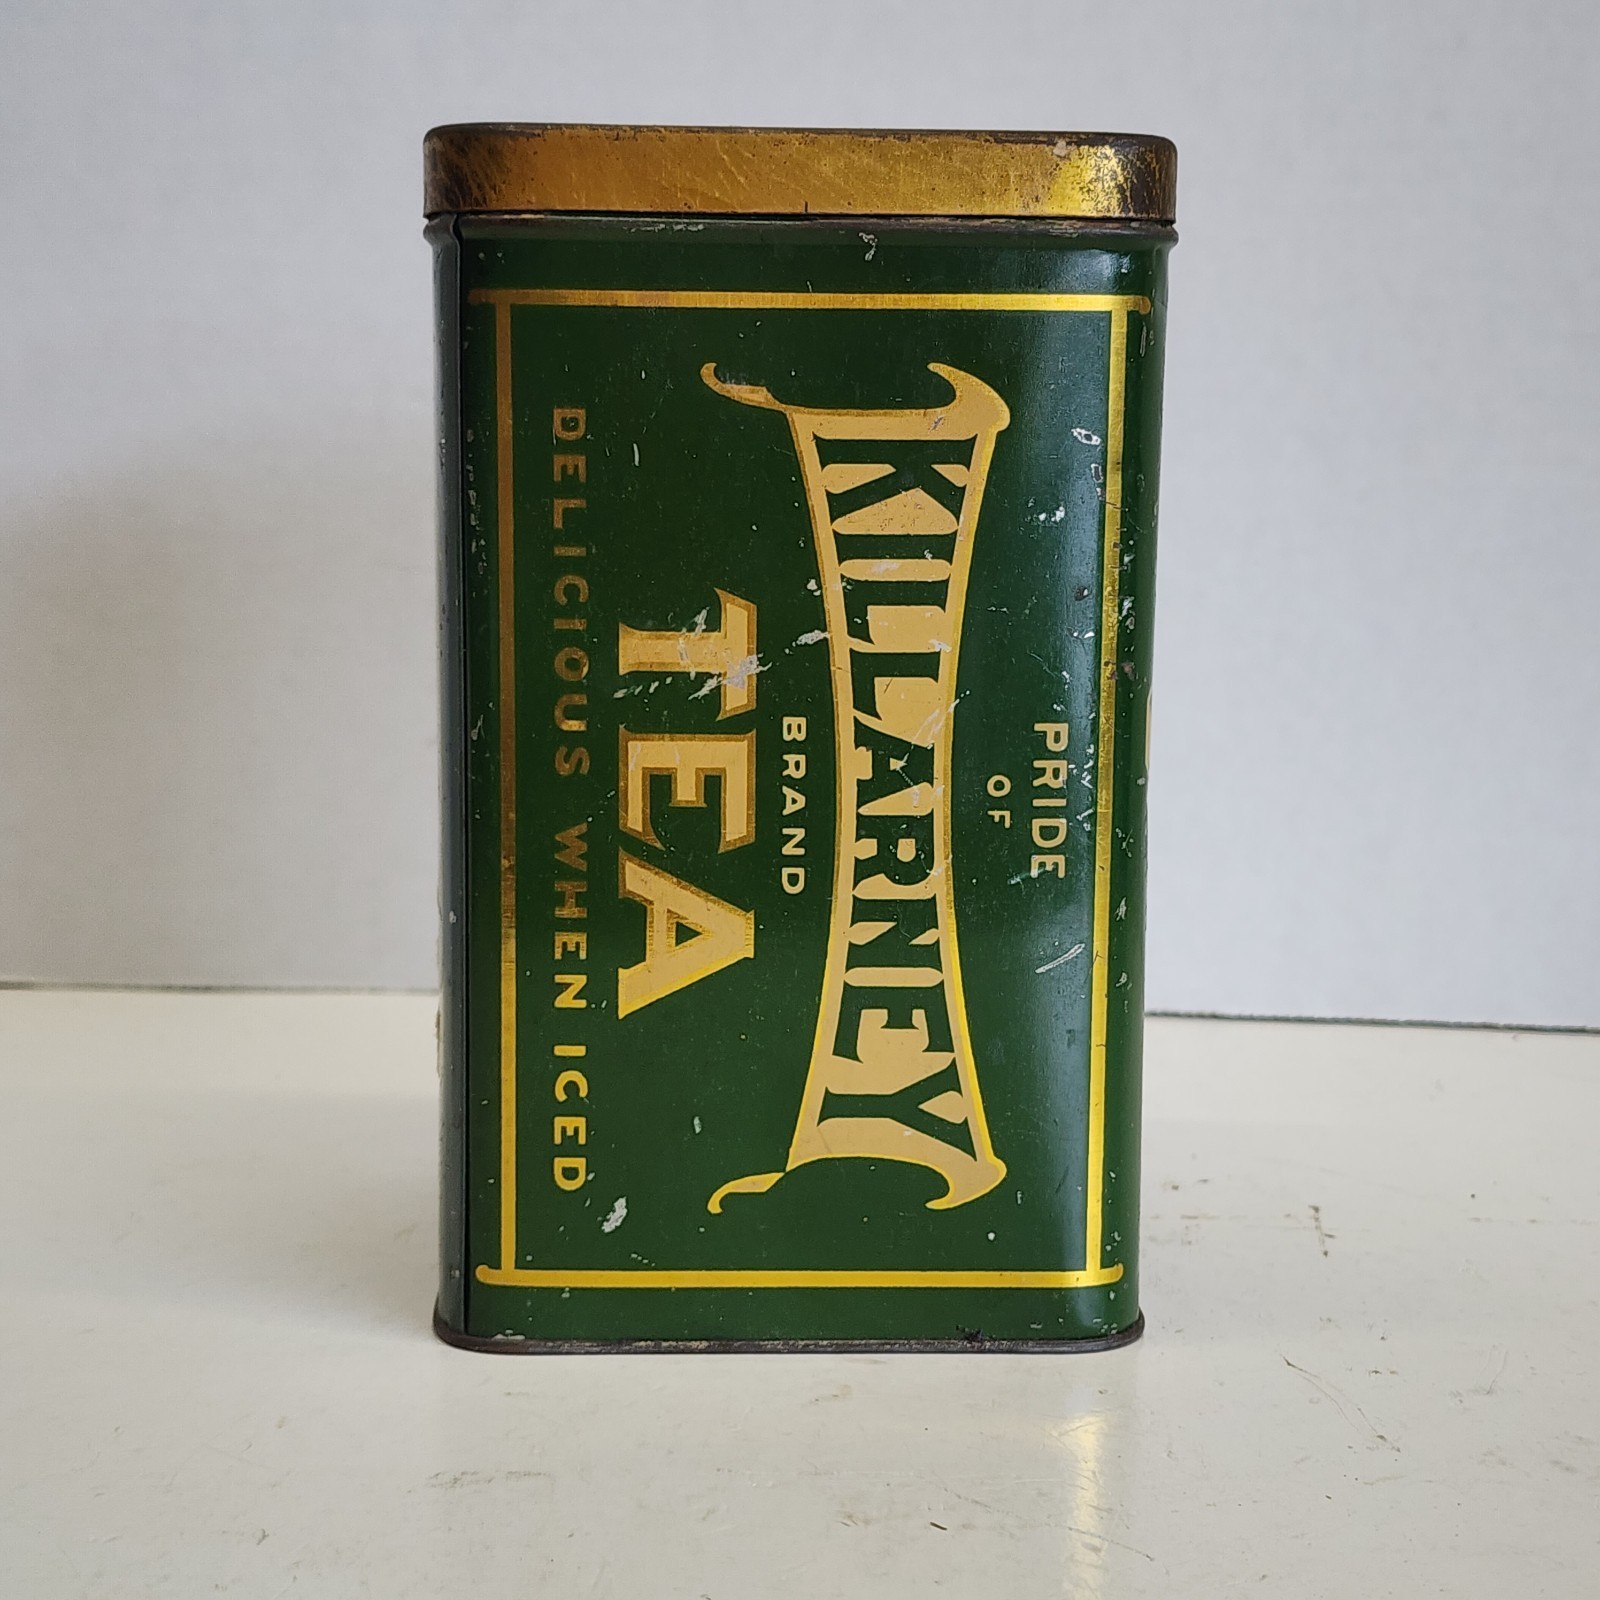 PRIDE
OF
KILLARNEY
BRAND
TEA
DELICIOUS WHEN ICED